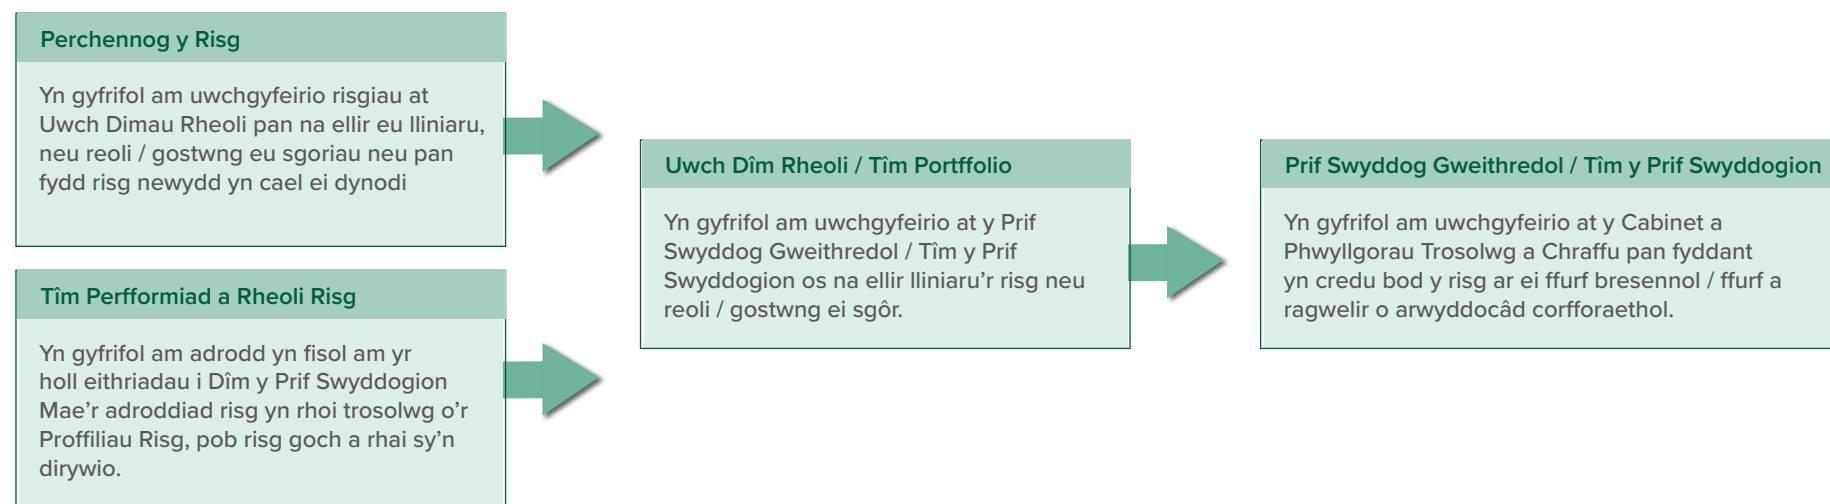 Perchennog y Risg
Yn gyfrifol am uwchgyfeirio risgiau at
Uwch Dimau Rheoli pan na ellir eu lliniaru,
neu reoli / gostwng eu sgoriau neu pan
fydd risg newydd yn cael ei dynodi
Tîm Perfformiad a Rheoli Risg
Yn gyfrifol am adrodd yn fisol am yr
holl eithriadau i Dîm y Prif Swyddogion
Mae’r adroddiad risg yn rhoi trosolwg o’r
Proffiliau Risg, pob risg goch a rhai sy’n
dirywio.
Uwch Dîm Rheoli / Tîm Portffolio
Yn gyfrifol am uwchgyfeirio at y Prif
Swyddog Gweithredol / Tîm y Prif
Swyddogion os na ellir lliniaru’r risg neu
reoli / gostwng ei sgôr.
Prif Swyddog Gweithredol / Tîm y Prif Swyddogion
Yn gyfrifol am uwchgyfeirio at y Cabinet a
Phwyllgorau Trosolwg a Chraffu pan fyddant
yn credu bod y risg ar ei ffurf bresennol / ffurf a
ragwelir o arwyddocâd corfforaethol.